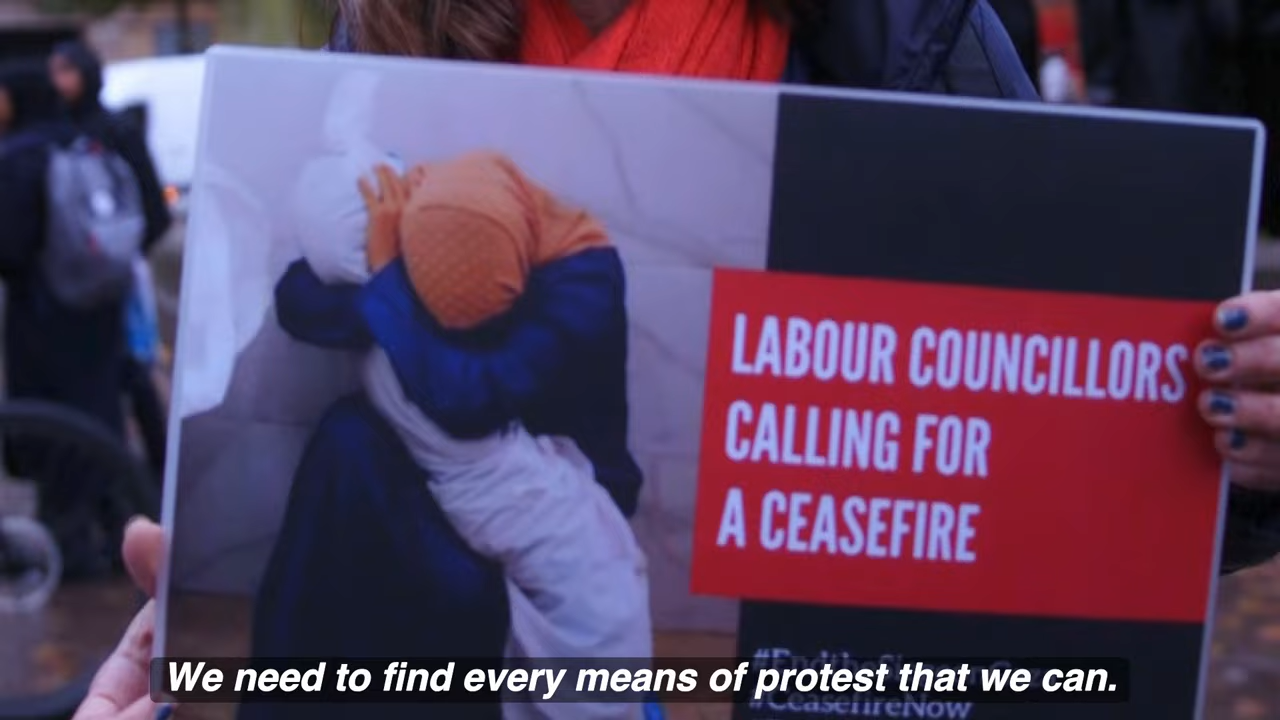 LABOUR COUNCILLORS
CALLING FOR
A CEASEFIRE
#CeasefireNow
We need to find every means of protest that we can.